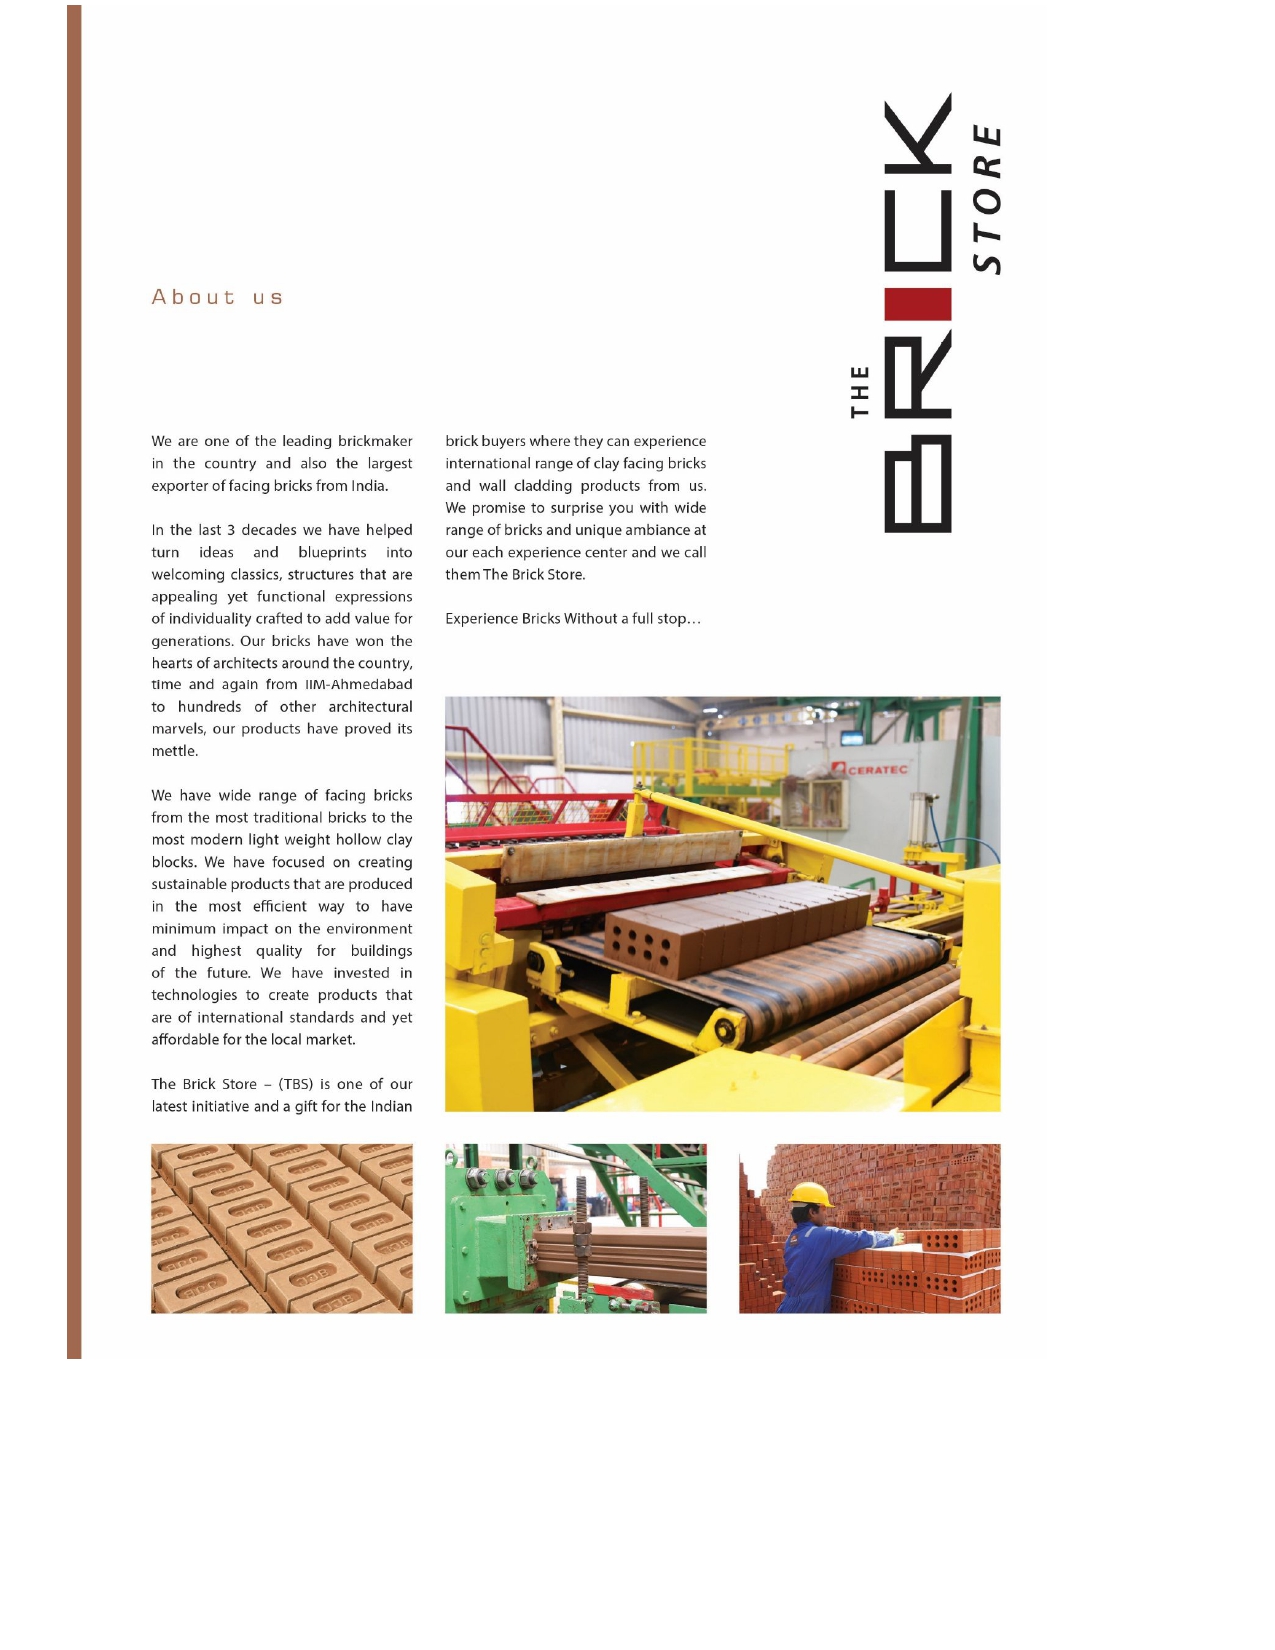 THE
BRICK
STORE
About us
We are one of the leading brickmaker
in the country and also the largest
exporter of facing bricks from India.
In the last 3 decades we have helped
turn ideas and blueprints into
welcoming classics, structures that are
appealing yet functional expressions
of individuality crafted to add value for
generations. Our bricks have won the
hearts of architects around the country,
time and again from IIM-Ahmedabad
to hundreds of other architectural
marvels, our products have proved its
mettle.
We have wide range of facing bricks
from the most traditional bricks to the
most modern light weight hollow clay
blocks. We have focused on creating
sustainable products that are produced
in the most efficient way to have
minimum impact on the environment
and highest quality for buildings
of the future. We have invested in
technologies to create products that
are of international standards and yet
affordable for the local market.
The Brick Store – (TBS) is one of our
latest initiative and a gift for the Indian
brick buyers where they can experience
international range of clay facing bricks
and wall cladding products from us.
We promise to surprise you with wide
range of bricks and unique ambiance at
our each experience center and we call
them The Brick Store.
Experience Bricks Without a full stop…
CERATEC